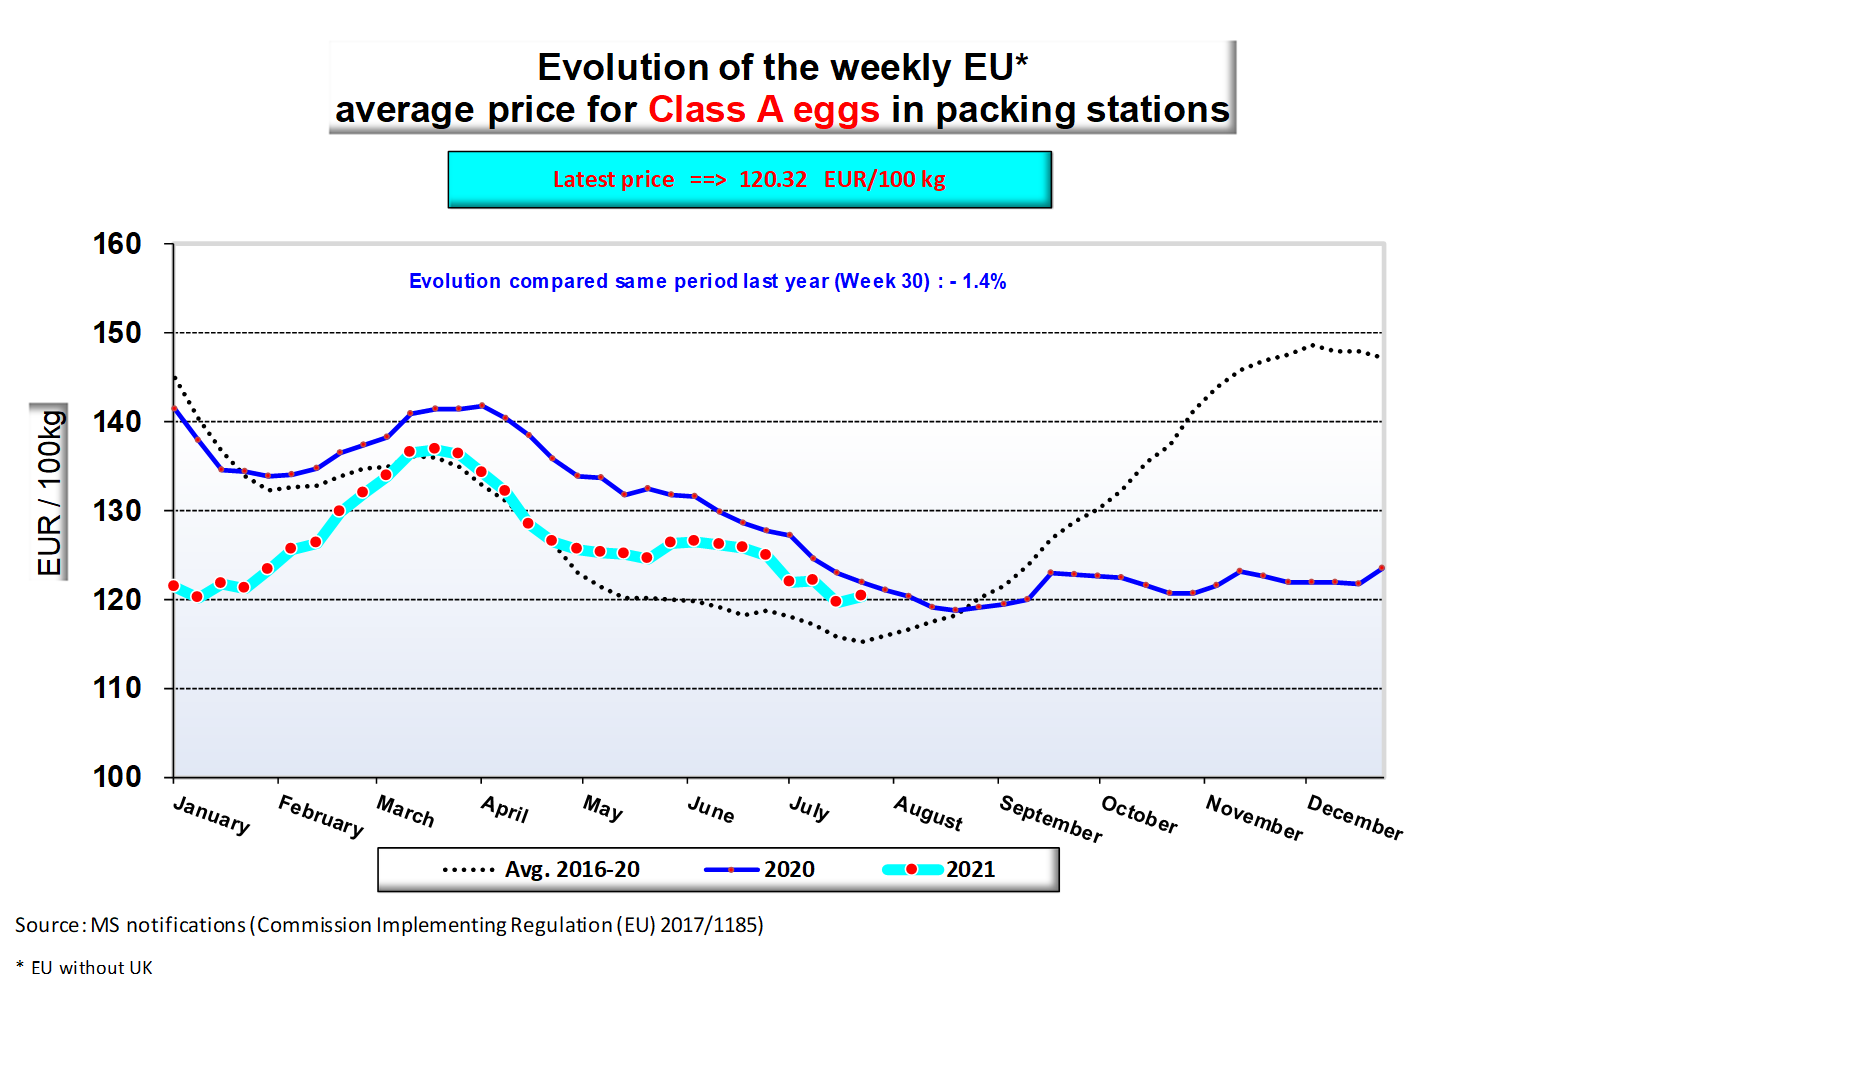 Evolution of the weekly EU*
average price for Class A eggs in packing stations
Latest price ==> 120.32 EUR/100 kg
Evolution compared same period last year (Week 30) : - 1.4%
EUR / 100kg
160
150
140
130
120
110
100
January
February
March
April
May
June
July
August
September
October
November
December
Avg. 2016-20
2020
2021
Source: MS notifications (Commission Implementing Regulation (EU) 2017/1185)
* EU without UK